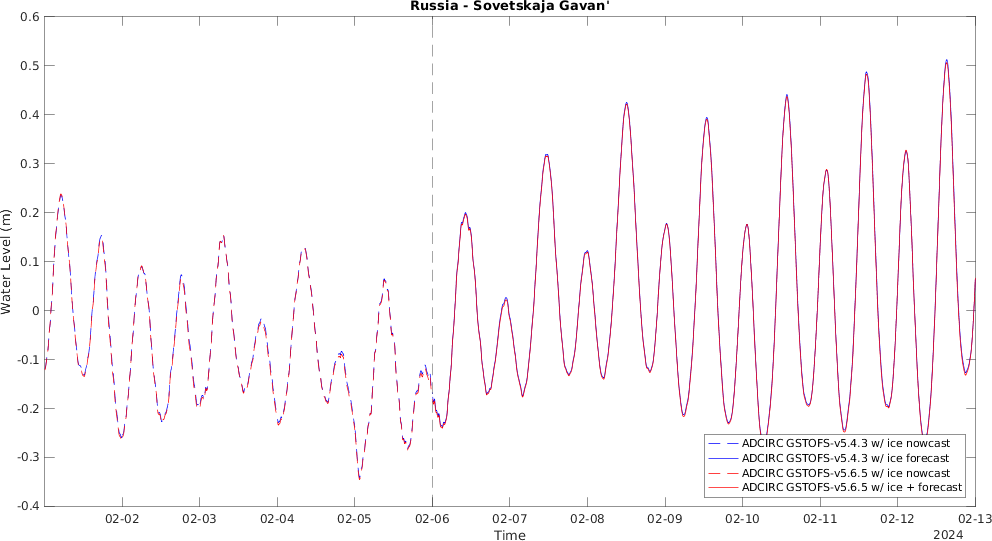 Russia - Sovetskaja Gavan'
0.6
0.5
0.4
0.3
0.2
0.1
0
-0.1
-0.2
-0.3
-0.4
Water Level (m)
ADCIRC GSTOFS-v5.4.3 w/ ice nowcast
ADCIRC GSTOFS-v5.4.3 w/ ice forecast
ADCIRC GSTOFS-v5.6.5 w/ ice nowcast
ADCIRC GSTOFS-v5.6.5 w/ ice + forecast
02-02 02-03 02-04 02-05 02-06 02-07 02-08 02-09 02-10 02-11 02-12 02-13
Time
2024